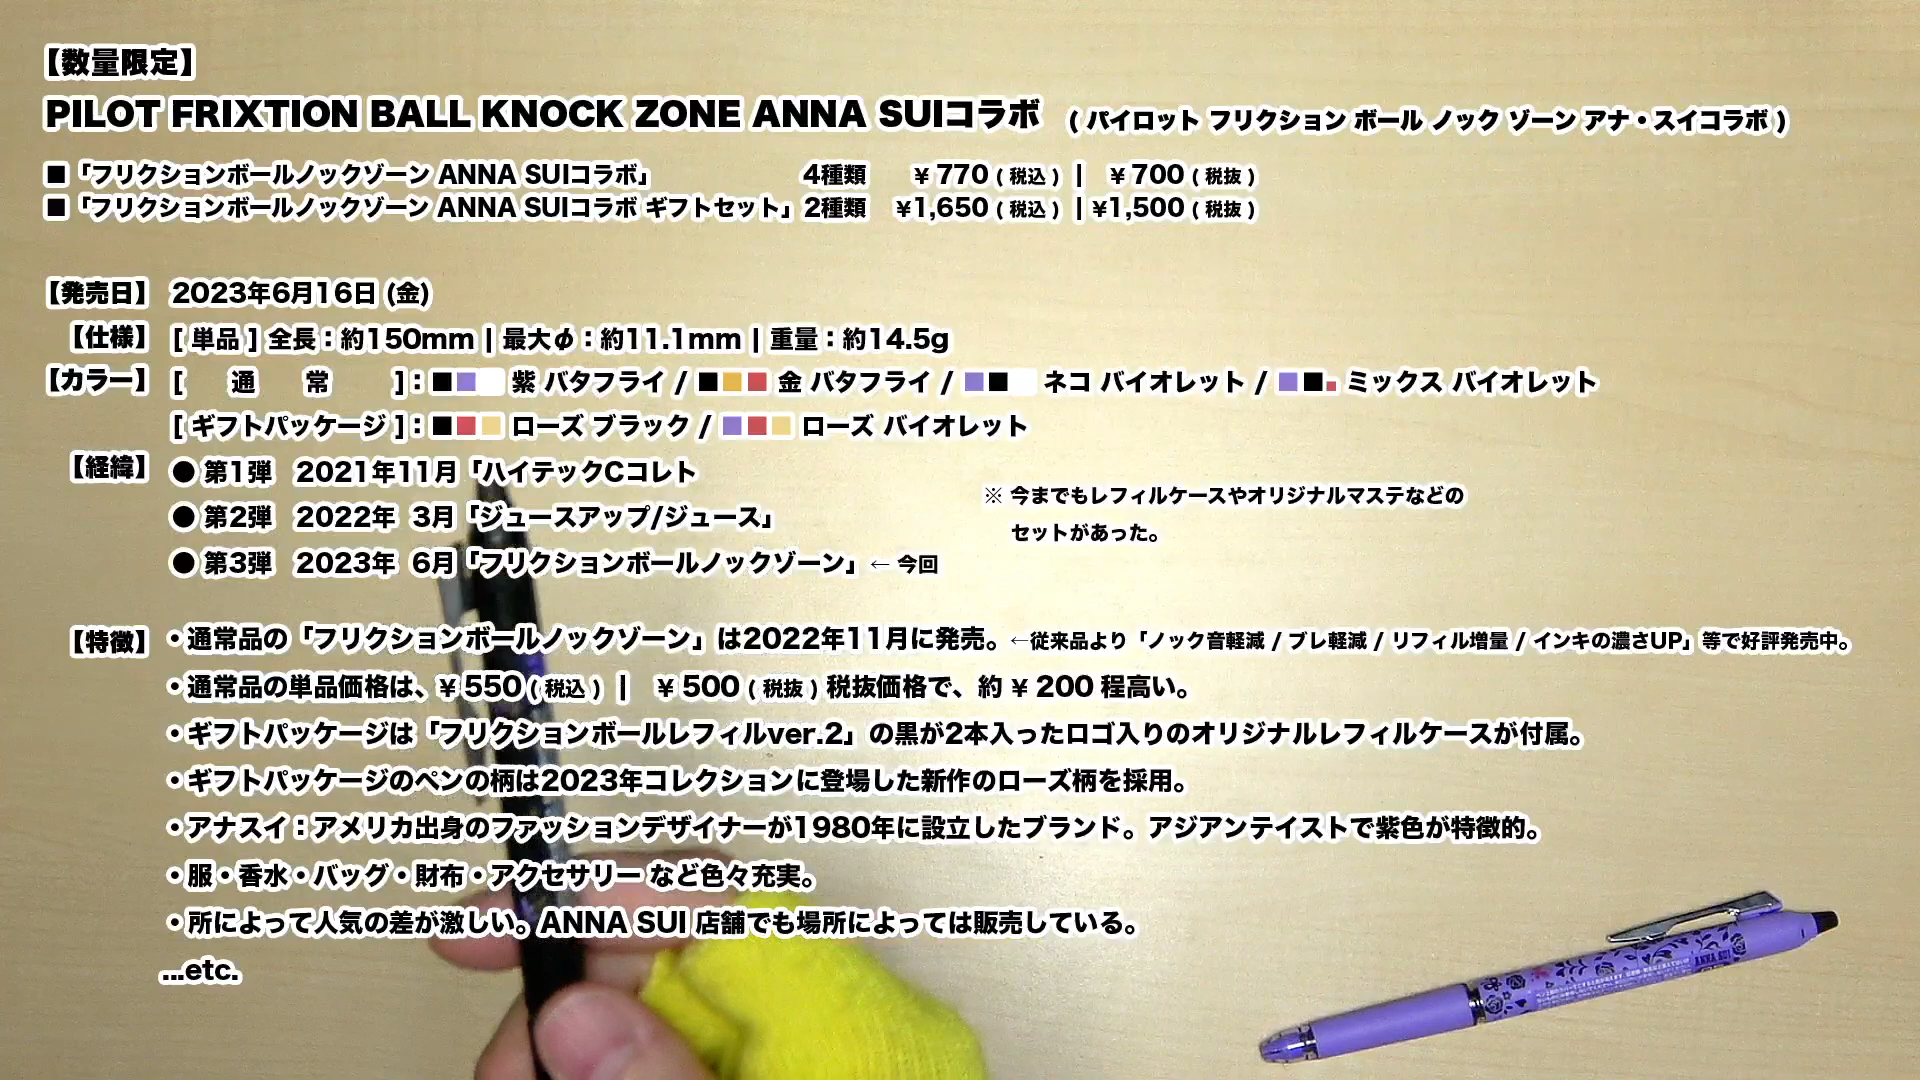 【数量限定】
PILOT FRIXTION BALL KNOCK ZONE ANNA SUIコラボ ( パイロット フリクション ボール ノック ゾーン アナ・スイコラボ )
■「フリクションボールノックゾーン ANNA SUIコラボ」 4種類 ¥ 770 ( 税込 ) | ¥ 700 ( 税抜 )
■「フリクションボールノックゾーン ANNA SUIコラボ ギフトセット」2種類 ¥1,650 ( 税込 ) | ¥1,500 ( 税抜 )
【発売日】 2023年6月16日 (金)
【仕様】 [ 単品 ] 全長：約150mm | 最大φ：約11.1mm | 重量：約14.5g
【カラー】 [ 通 常 ]：■■■ 紫 バタフライ / ■■■ 金 バタフライ / ■■■ ネコ バイオレット / ■■■ ミックス バイオレット
[ ギフトパッケージ ]：■■■ ローズ ブラック / ■■■ ローズ バイオレット
【経緯】 ● 第1弾 2021年11月「ハイテックCコレト
● 第2弾 2022年 3月「ジュースアップ/ジュース」
● 第3弾 2023年 6月「フリクションボールノックゾーン」← 今回
※ 今までもレフィルケースやオリジナルマステなどの
セットがあった。
【特徴】・通常品の「フリクションボールノックゾーン」は2022年11月に発売。←従来品より「ノック音軽減 / ブレ軽減 / リフィル増量 / インキの濃さUP」等で好評発売中。
・通常品の単品価格は、¥ 550 ( 税込 ) | ¥ 500 ( 税抜 ) 税抜価格で、約 ¥ 200 程高い。
・ギフトパッケージは「フリクションボールレフィルver.2」の黒が2本入ったロゴ入りのオリジナルレフィルケースが付属。
・ギフトパッケージのペンの柄は2023年コレクションに登場した新作のローズ柄を採用。
・アナスイ：アメリカ出身のファッションデザイナーが1980年に設立したブランド。アジアンテイストで紫色が特徴的。
・服・香水・バッグ・財布・アクセサリー など色々充実。
・所によって人気の差が激しい。ANNA SUI 店舗でも場所によっては販売している。
...etc.
ANNA SUI